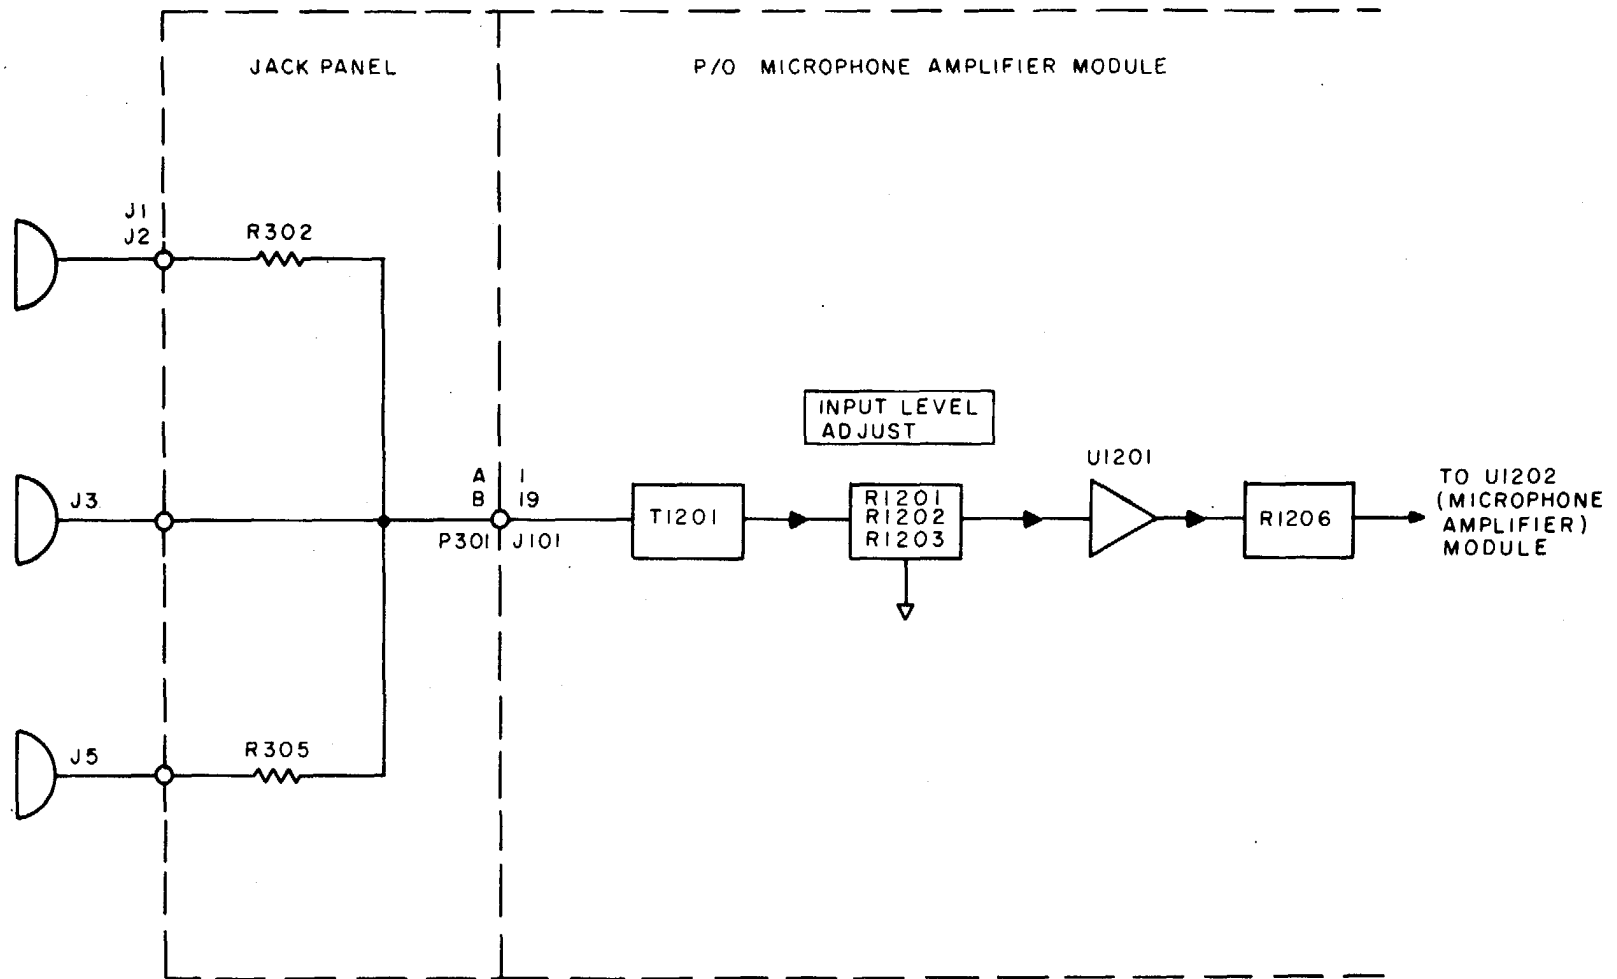 JACK PANEL
P/O MICROPHONE AMPLIFIER MODULE
J1
J2
R302
INPUT LEVEL
ADJUST
U1201
J3
A 1
B 19
P301 J101
T1201
R1201
R1202
R1203
R1206
TO U1202
(MICROPHONE
AMPLIFIER)
MODULE
J5
R305